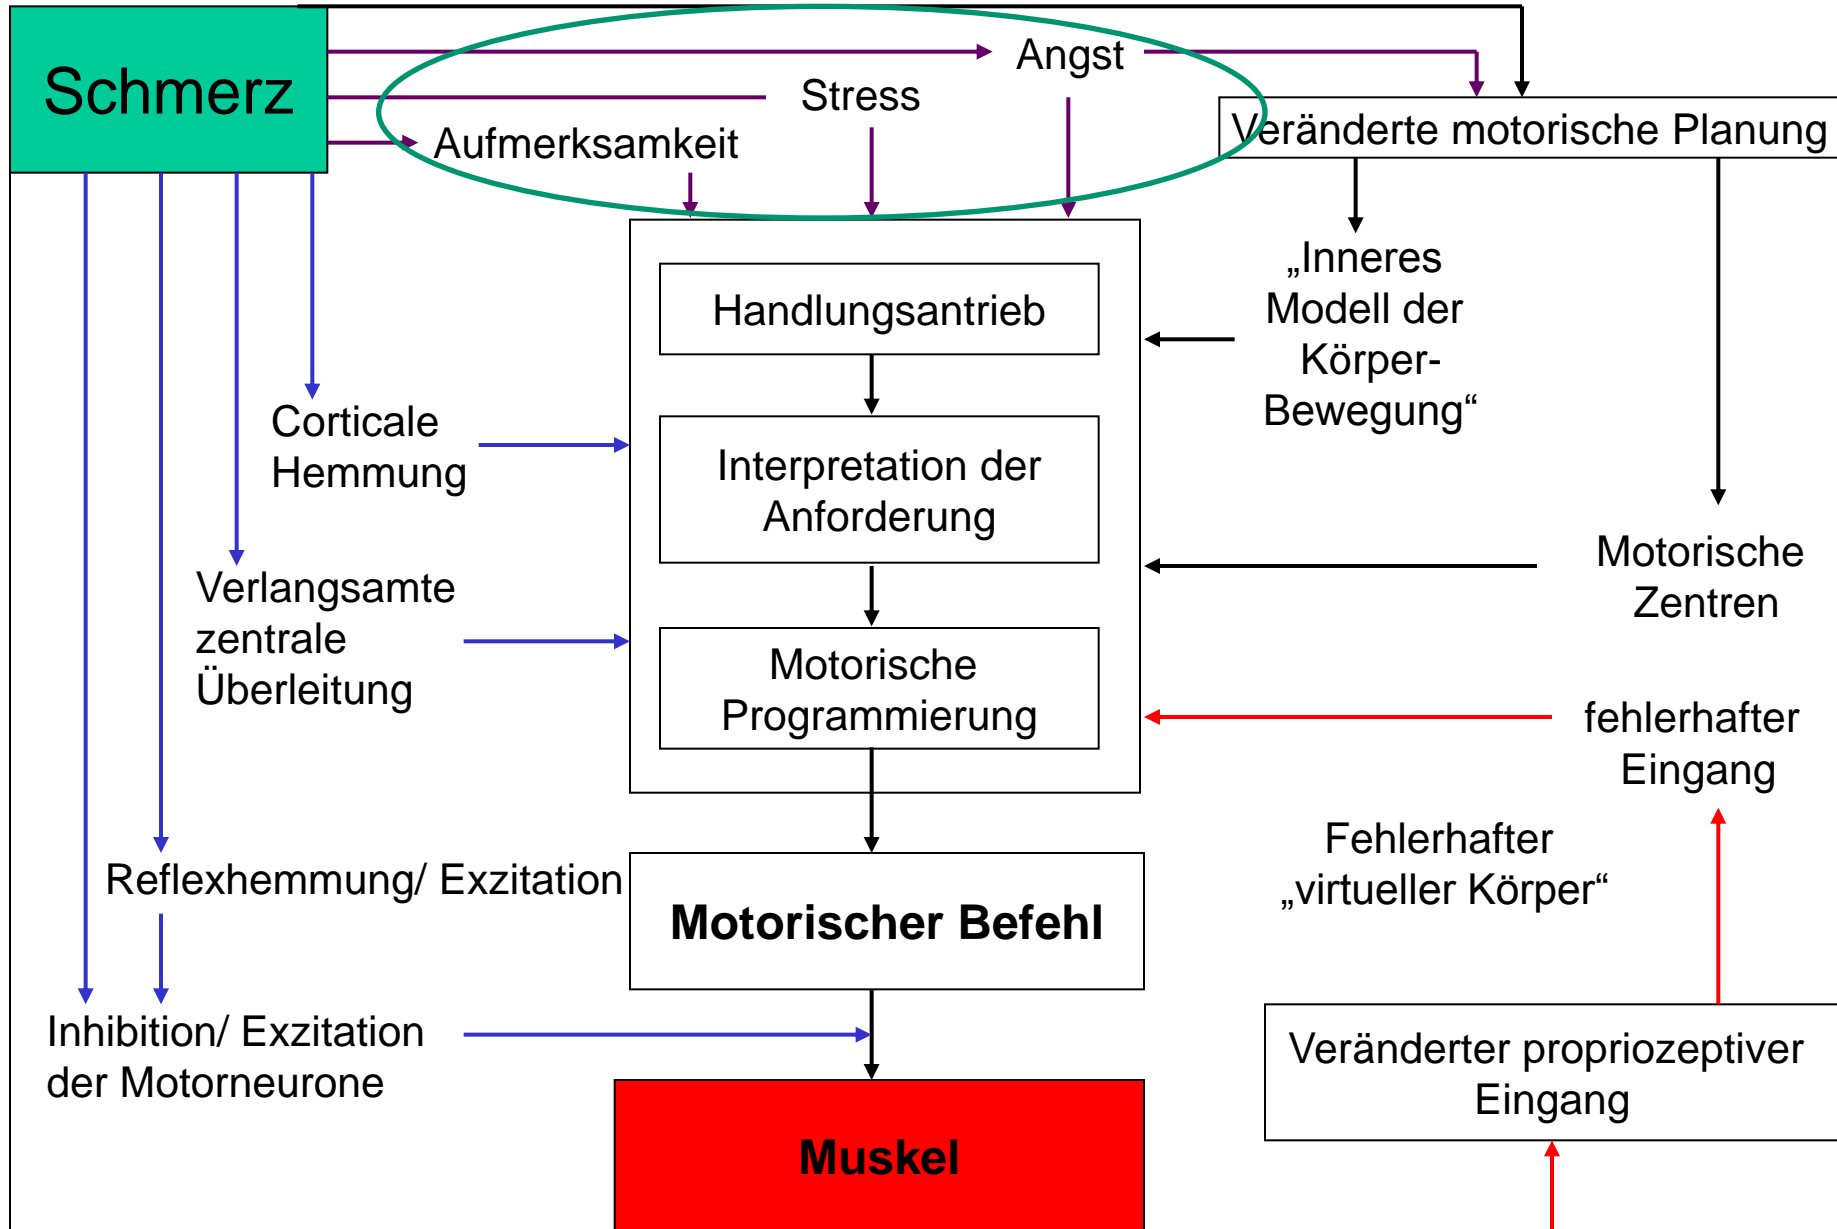 Schmerz
Angst
Stress
Aufmerksamkeit
Veränderte motorische Planung
Handlungsantrieb
„Inneres
Modell der
Körper-
Bewegung“
Corticale
Hemmung
Interpretation der
Anforderung
Motorische
Zentren
Verlangsamte
zentrale
Überleitung
Motorische
Programmierung
fehlerhafter
Eingang
Fehlerhafter
„virtueller Körper“
Reflexhemmung/ Exzitation
Motorischer Befehl
Inhibition/ Exzitation
der Motorneurone
Veränderter propriozeptiver
Eingang
Muskel